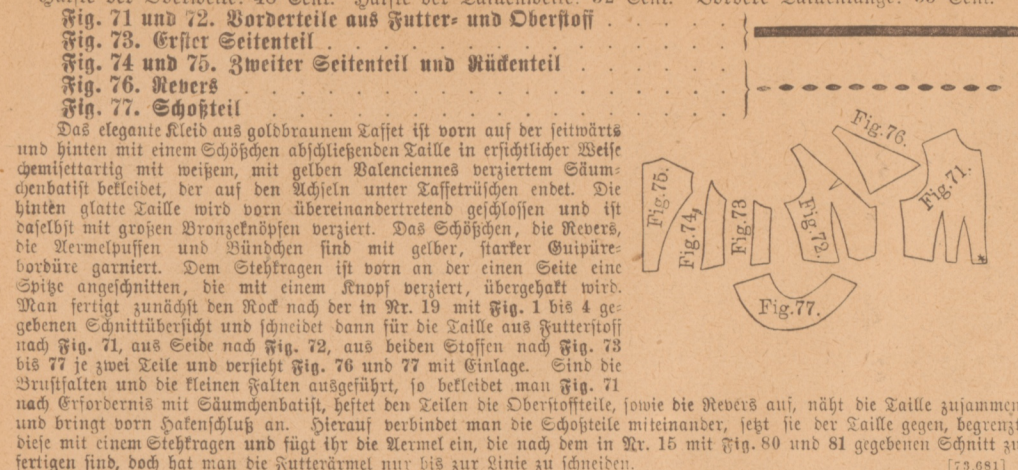 Fig. 71 und 72. Vorderteile aus Futter- und Oberstoff
Fig. 73. Erster Seitenteil
Fig. 74 und 75. Zweiter Seitenteil und Rückenteil
Fig. 76. Revers
Fig. 77. Schoßteil
Das elegante Kleid aus goldbraunem Taffet ist vorn auf der seitwärts
und hinten mit einem Schößchen abschließenden Taille in ersichtlicher Weise
chemisettartig mit weißem, mit gelben Valenciennes verziertem Säum-
chenbatist bekleidet, der auf den Achseln unter Taffetrüschen endet. Die
hinten glatte Taille wird vorn übereinandertretend geschlossen und ist
daselbst mit großen Bronzeknöpfen verziert. Das Schößchen, die Revers,
die Aermelpuffen und Bündchen sind mit gelber, starker Guipüre-
bordüre garniert. Dem Stehkragen ist vorn an der einen Seite eine
Spitze angeschnitten, die mit einem Knopf verziert, übergehakt wird.
Man fertigt zunächst den Rock nach der in Nr. 19 mit Fig. 1 bis 4 ge-
gebenen Schnittübersicht und schneidet dann für die Taille aus Futterstoff
nach Fig. 71, aus Seide nach Fig. 72, aus beiden Stoffen nach Fig. 73
bis 77 je zwei Teile und versieht Fig. 76 und 77 mit Einlage. Sind die
Brustfalten und die kleinen Falten ausgeführt, so bekleidet man Fig. 71
nach Erfordernis mit Säumchenbatist, heftet den Teilen die Oberstoffteile, sowie die Revers auf, näht die Taille zusammen
und bringt vorn Hakenschluß an. Hierauf verbindet man die Schoßteile miteinander, setzt sie der Taille gegen, begrenzt
diese mit einem Stehkragen und fügt ihr die Aermel ein, die nach dem in Nr. 15 mit Fig. 80 und 81 gegebenen Schnitt zu
fertigen sind, doch hat man die Futterärmel nur bis zur Linie zu schneiden. [73,681]
Fig.76.
Fig.75.
Fig.74,
Fig.73
Fig.72.
Fig.71.
Fig.77.